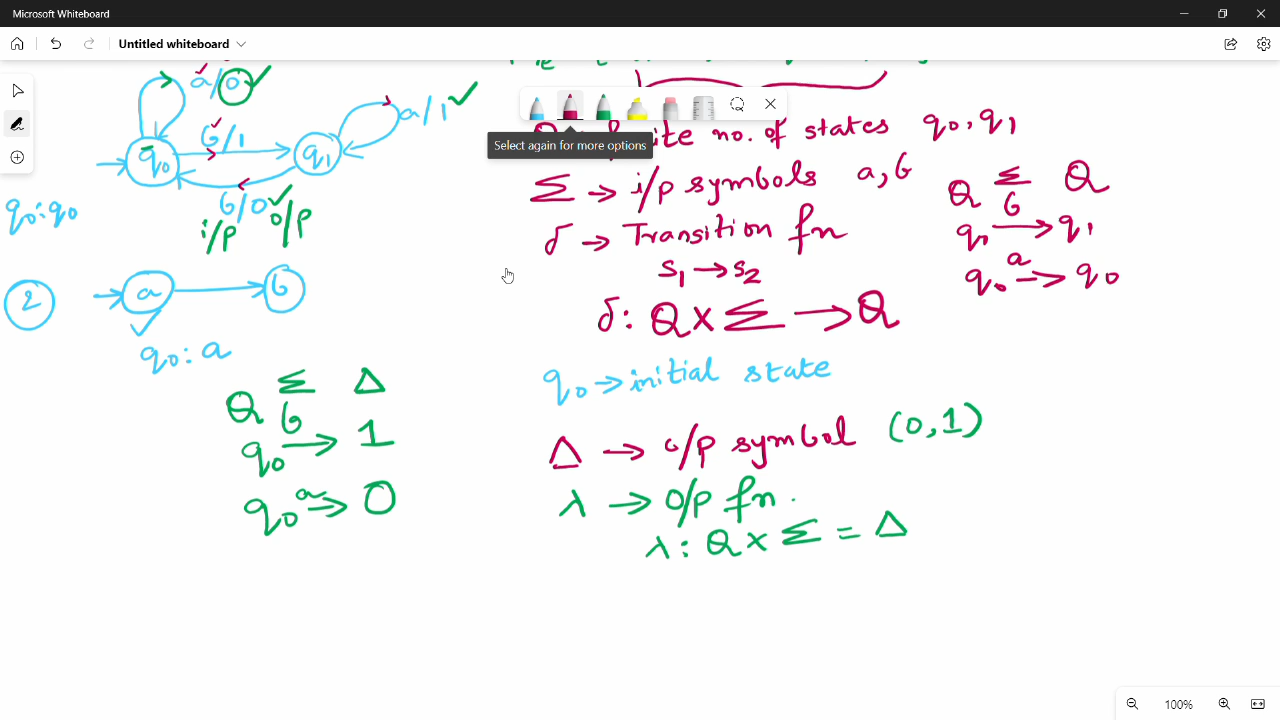 Microsoft Whiteboard
Untitled whiteboard
a/0
b/1
a/1
q0
q1
b/0
i/p
o/p
q0:q0
2
a
b
q0:a
Q Σ Δ
b
q0 → 1
a
q0 → 0
Select again for more options
no. of states q0,q1
Σ → i/p symbols a,b
δ → Transition fn
S1 → S2
δ: Q X Σ → Q
Q Σ Q
b
q0 → q1
a
q0 → q0
q0 → initial state
Δ → o/p symbol (0,1)
λ → o/p fn.
λ: Q x Σ = Δ
100%